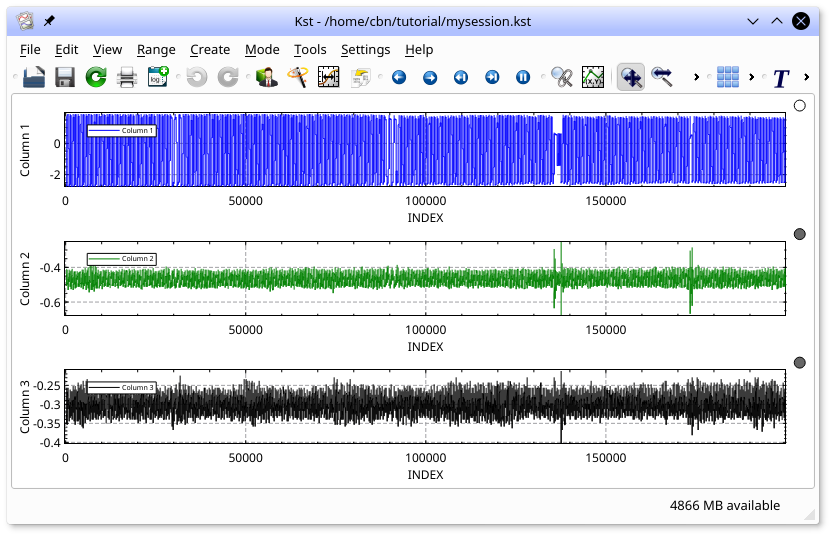 Kst - /home/cbn/tutorial/mysession.kst
File Edit View Range Create Mode Tools Settings Help
log (X,Y) T
Column 1
0
-2
Column 1
0 50000 100000 150000
INDEX
Column 2
-0.4
-0.6
Column 2
0 50000 100000 150000
INDEX
Column 3
-0.25
-0.3
-0.35
-0.4
Column 3
0 50000 100000 150000
INDEX
4866 MB available